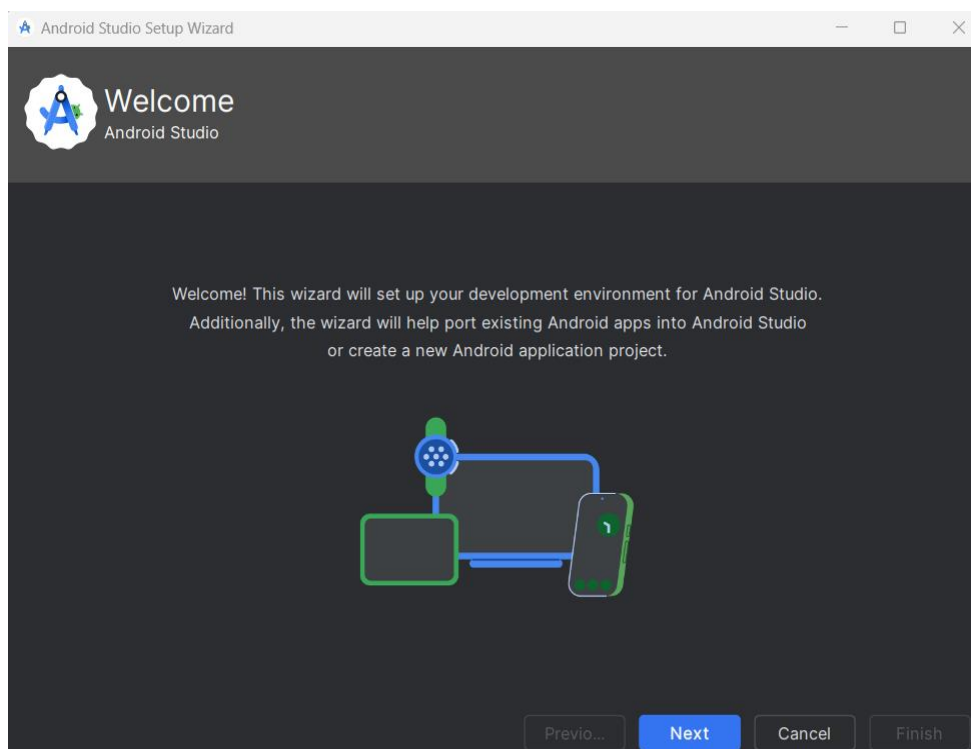 Android Studio Setup Wizard
Welcome
Android Studio
Welcome! This wizard will set up your development environment for Android Studio.
Additionally, the wizard will help port existing Android apps into Android Studio
or create a new Android application project.
Previo... Next Cancel Finish